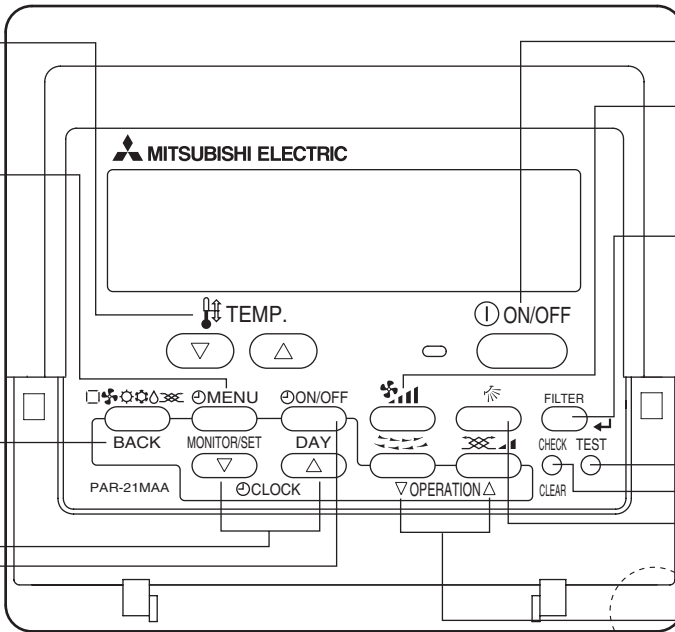 MITSUBISHI ELECTRIC
TEMP.
ON/OFF
MENU
ON/OFF
FILTER
BACK
MONITOR/SET
DAY
CHECK
TEST
PAR-21MAA
CLOCK
OPERATION
CLEAR